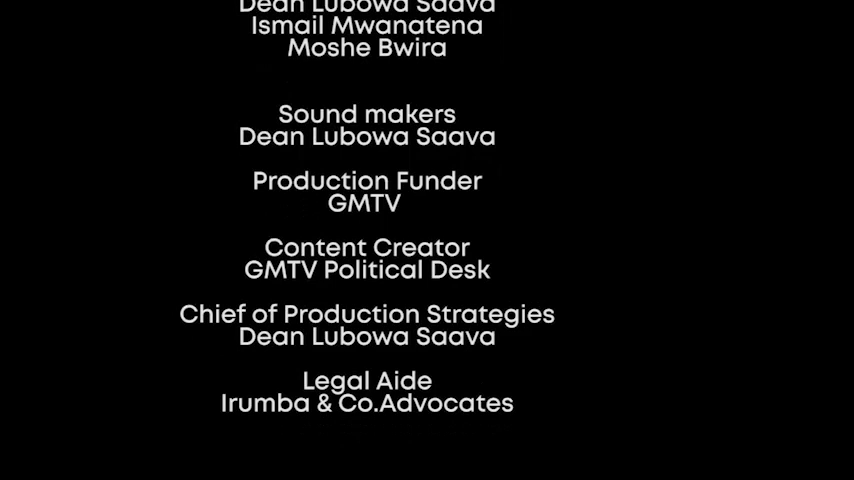 Dean Lubowa Saava
Ismail Mwanatena
Moshe Bwira
Sound makers
Dean Lubowa Saava
Production Funder
GMTV
Content Creator
GMTV Political Desk
Chief of Production Strategies
Dean Lubowa Saava
Legal Aide
Irumba & Co.Advocates